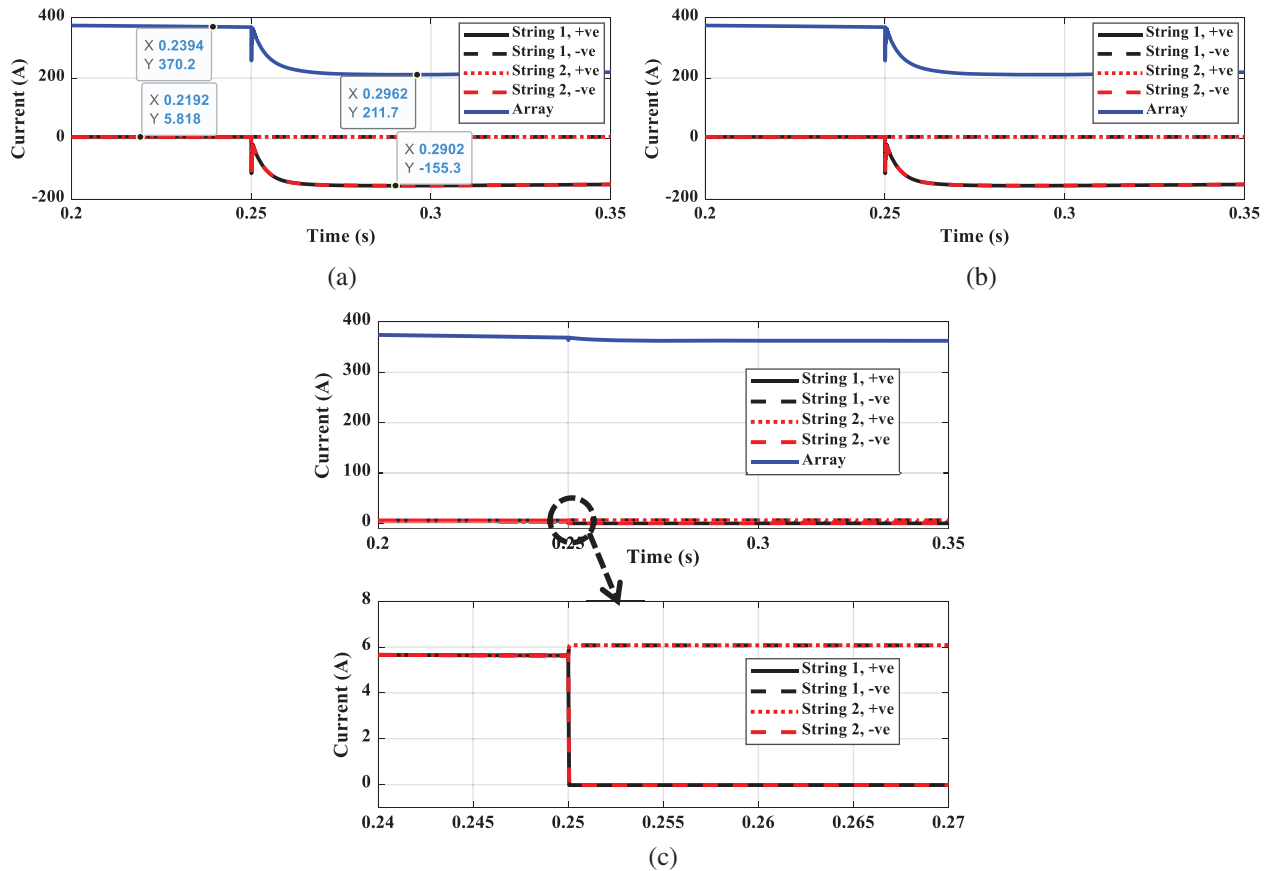 400
200
0
-200
Current (A)
X 0.2394
Y 370.2
X 0.2192
Y 5.818
X 0.2962
Y 211.7
X 0.2902
Y -155.3
String 1, +ve
String 1, -ve
String 2, +ve
String 2, -ve
Array
0.2
0.25
0.3
0.35
Time (s)
(a)
400
200
0
-200
Current (A)
String 1, +ve
String 1, -ve
String 2, +ve
String 2, -ve
Array
0.2
0.25
0.3
0.35
Time (s)
(b)
400
300
200
100
0
Current (A)
String 1, +ve
String 1, -ve
String 2, +ve
String 2, -ve
Array
0.2
0.25
0.3
0.35
Time (s)
8
6
4
2
0
Current (A)
String 1, +ve
String 1, -ve
String 2, +ve
String 2, -ve
0.24
0.245
0.25
0.255
0.26
0.265
0.27
(c)